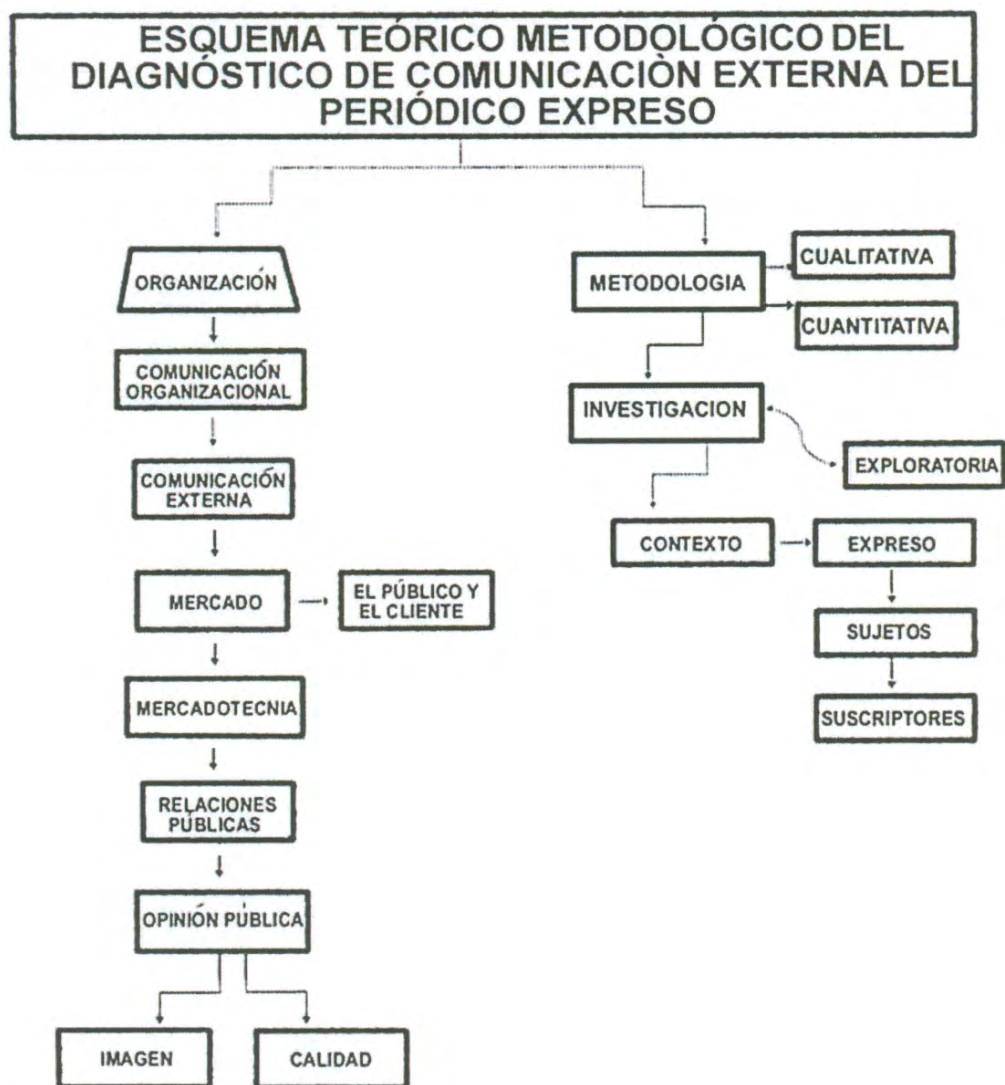 ESQUEMA TEÓRICO METODOLÓGICO DEL
DIAGNÓSTICO DE COMUNICACIÒN EXTERNA DEL
PERIÓDICO EXPRESO
ORGANIZACIÓN
COMUNICACIÓN
ORGANIZACIONAL
COMUNICACIÓN
EXTERNA
MERCADO
EL PÚBLICO Y
EL CLIENTE
MERCADOTECNIA
RELACIONES
PÚBLICAS
OPINIÓN PÚBLICA
IMAGEN
CALIDAD
METODOLOGIA
CUALITATIVA
CUANTITATIVA
INVESTIGACION
EXPLORATORIA
CONTEXTO
EXPRESO
SUJETOS
SUSCRIPTORES